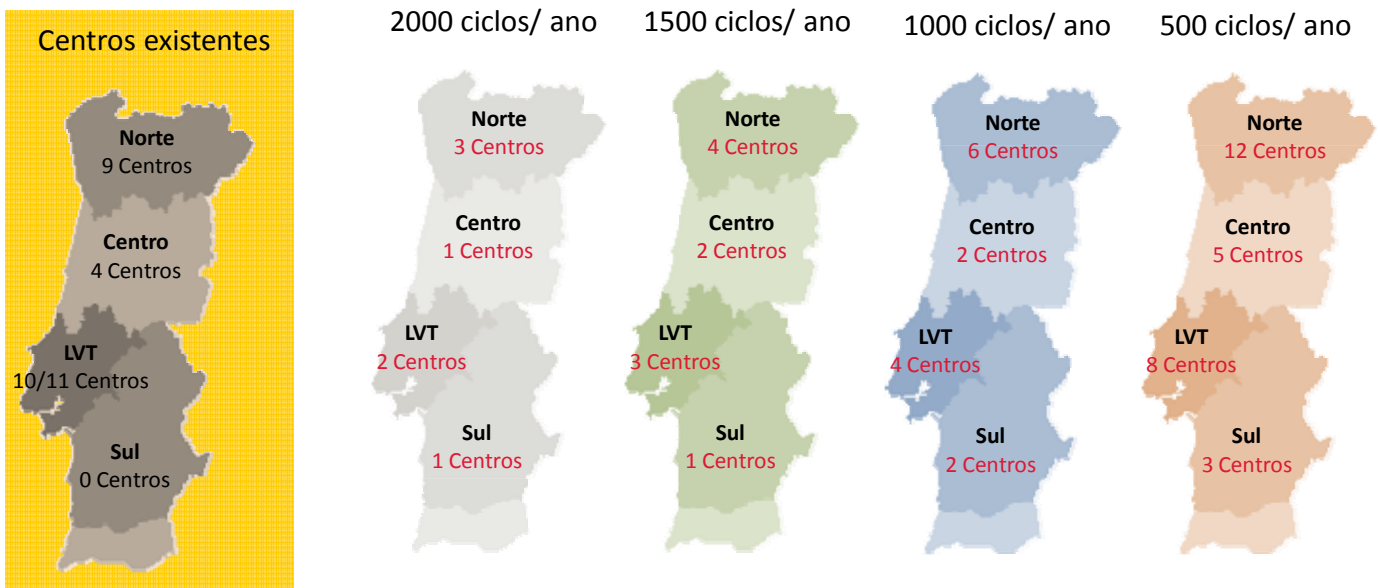 Centros existentes
Norte
9 Centros
Centro
4 Centros
LVT
10/11 Centros
Sul
0 Centros
2000 ciclos/ ano
Norte
3 Centros
Centro
1 Centros
LVT
2 Centros
Sul
1 Centros
1500 ciclos/ ano
Norte
4 Centros
Centro
2 Centros
LVT
3 Centros
Sul
1 Centros
1000 ciclos/ ano
Norte
6 Centros
Centro
2 Centros
LVT
4 Centros
Sul
2 Centros
500 ciclos/ ano
Norte
12 Centros
Centro
5 Centros
LVT
8 Centros
Sul
3 Centros